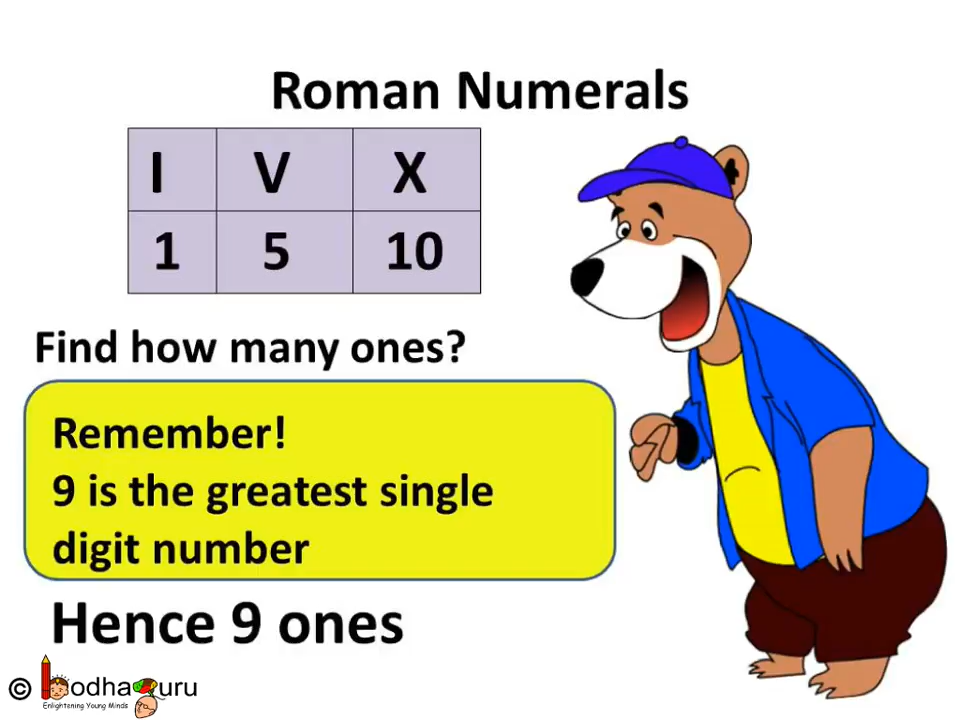 Roman Numerals
I V X
1 5 10
Find how many ones?
Remember!
9 is the greatest single
digit number
Hence 9 ones
© bodhaguru
Enlightening Young Minds